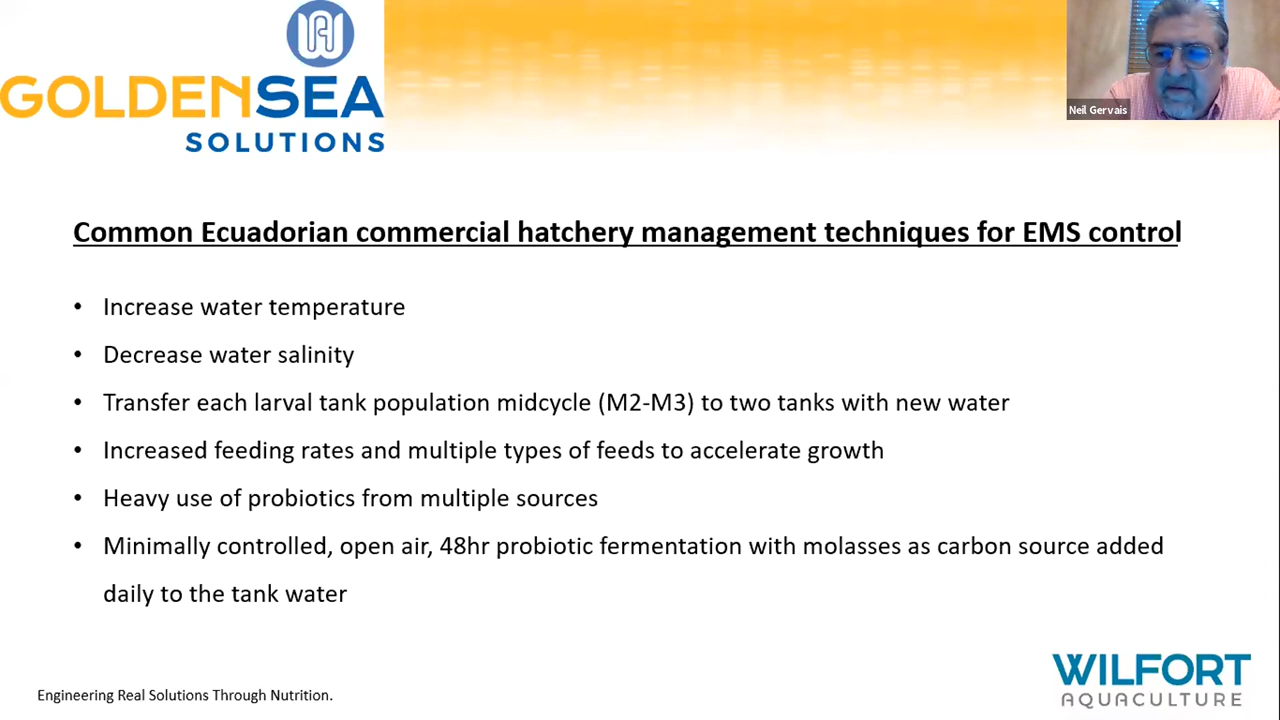 GOLDENSEA
SOLUTIONS
Neil Gervais
Common Ecuadorian commercial hatchery management techniques for EMS control
• Increase water temperature
• Decrease water salinity
• Transfer each larval tank population midcycle (M2-M3) to two tanks with new water
• Increased feeding rates and multiple types of feeds to accelerate growth
• Heavy use of probiotics from multiple sources
• Minimally controlled, open air, 48hr probiotic fermentation with molasses as carbon source added
daily to the tank water
WILFORT
AQUACULTURE
Engineering Real Solutions Through Nutrition.